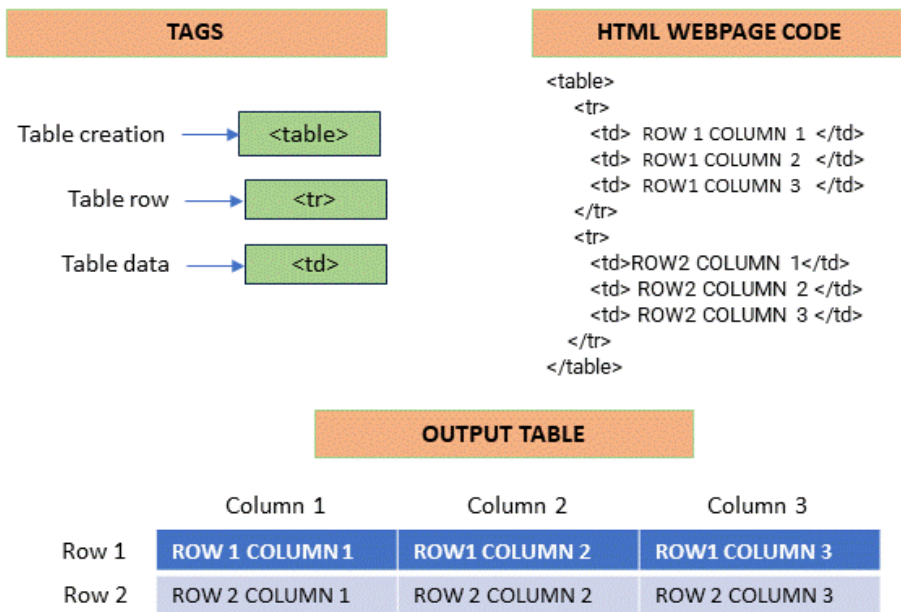 TAGS
Table creation <table>
Table row <tr>
Table data <td>
HTML WEBPAGE CODE
<table>
<tr>
<td> ROW 1 COLUMN 1 </td>
<td> ROW1 COLUMN 2 </td>
<td> ROW1 COLUMN 3 </td>
</tr>
<tr>
<td>ROW2 COLUMN 1</td>
<td> ROW2 COLUMN 2 </td>
<td> ROW2 COLUMN 3 </td>
</tr>
</table>
OUTPUT TABLE
Column 1 Column 2 Column 3
Row 1 ROW 1 COLUMN 1 ROW1 COLUMN 2 ROW1 COLUMN 3
Row 2 ROW 2 COLUMN 1 ROW 2 COLUMN 2 ROW 2 COLUMN 3